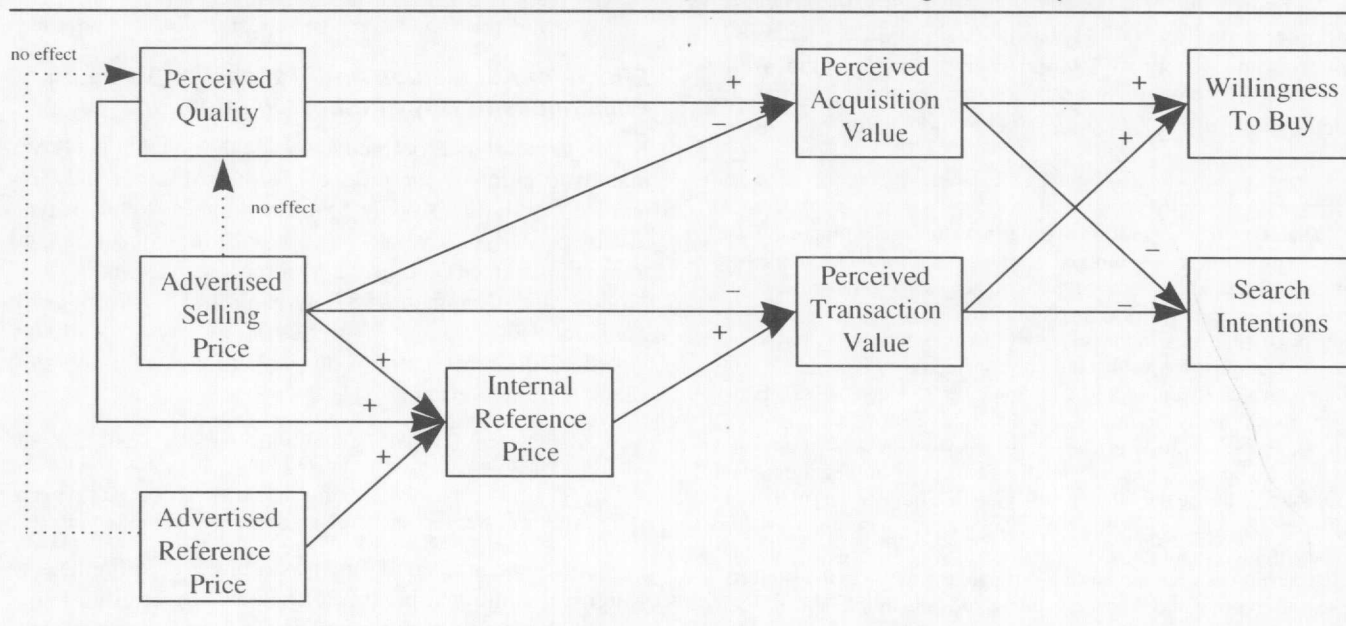 no effect
Perceived
Quality
+
−
Perceived
Acquisition
Value
+
+
Willingness
To Buy
no effect
Advertised
Selling
Price
−
+
Perceived
Transaction
Value
−
−
Search
Intentions
+
+
+
Internal
Reference
Price
Advertised
Reference
Price